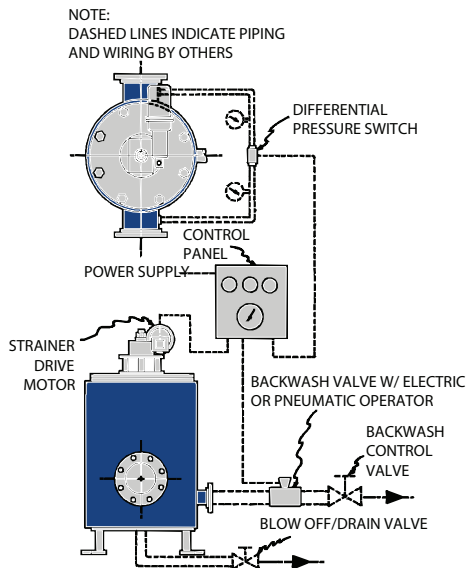 NOTE:
DASHED LINES INDICATE PIPING
AND WIRING BY OTHERS
DIFFERENTIAL
PRESSURE SWITCH
CONTROL
PANEL
POWER SUPPLY
STRAINER
DRIVE
MOTOR
BACKWASH VALVE W/ ELECTRIC
OR PNEUMATIC OPERATOR
BACKWASH
CONTROL
VALVE
BLOW OFF/DRAIN VALVE